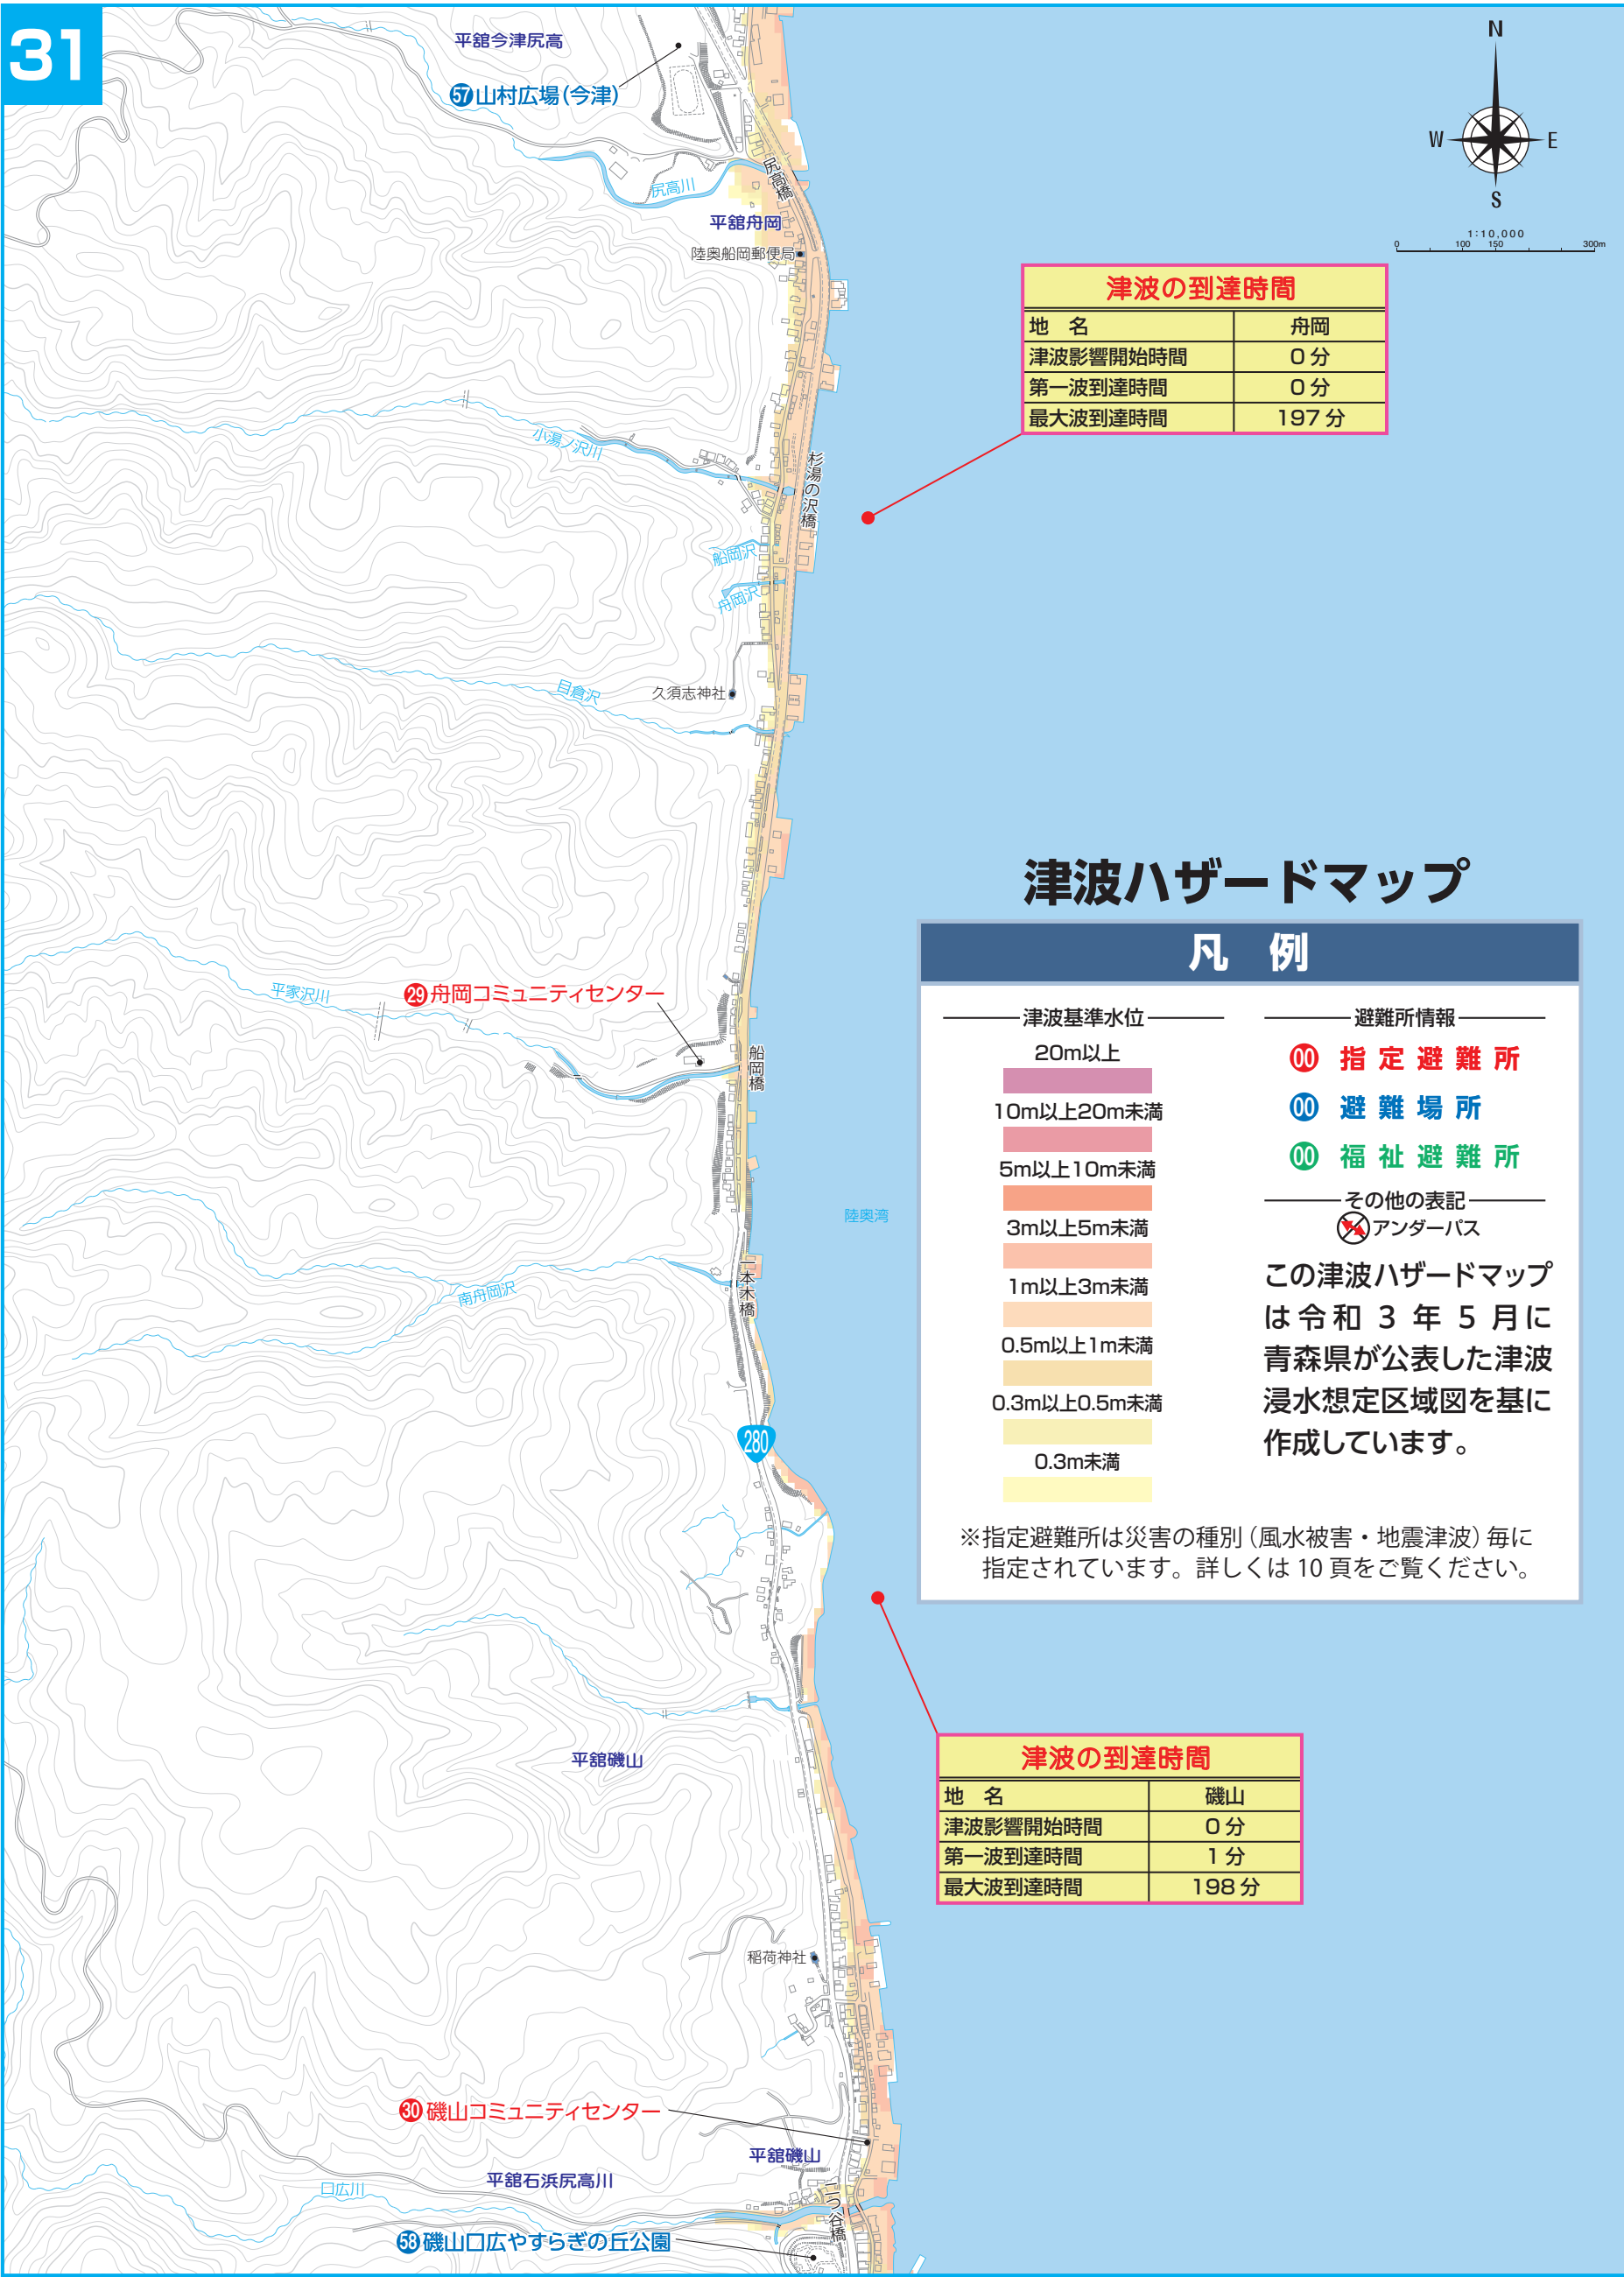 31
平舘今津尻高
57 山村広場(今津)
尻高橋
尻高川
平舘舟岡
陸奥船岡郵便局
N
W
E
S
1:10,000
0 100 150 300m
津波の到達時間
地 名 舟岡
津波影響開始時間 0分
第一波到達時間 0分
最大波到達時間 197分
小湯ノ沢川
杉湯の沢橋
船岡沢
舟岡沢
目倉沢
久須志神社
津波ハザードマップ
凡 例
津波基準水位
20m以上
10m以上20m未満
5m以上10m未満
3m以上5m未満
1m以上3m未満
0.5m以上1m未満
0.3m以上0.5m未満
0.3m未満
避難所情報
00 指定避難所
00 避難場所
00 福祉避難所
その他の表記
アンダーパス
この津波ハザードマップ
は令和3年5月に
青森県が公表した津波
浸水想定区域図を基に
作成しています。
※指定避難所は災害の種別(風水被害・地震津波)毎に
指定されています。詳しくは10頁をご覧ください。
平家沢川
29 舟岡コミュニティセンター
船岡橋
陸奥湾
南舟岡沢
一本木橋
280
平舘磯山
津波の到達時間
地 名 磯山
津波影響開始時間 0分
第一波到達時間 1分
最大波到達時間 198分
稲荷神社
30 磯山コミュニティセンター
平舘磯山
平舘石浜尻高川
口広川
二つ谷橋
58 磯山口広やすらぎの丘公園